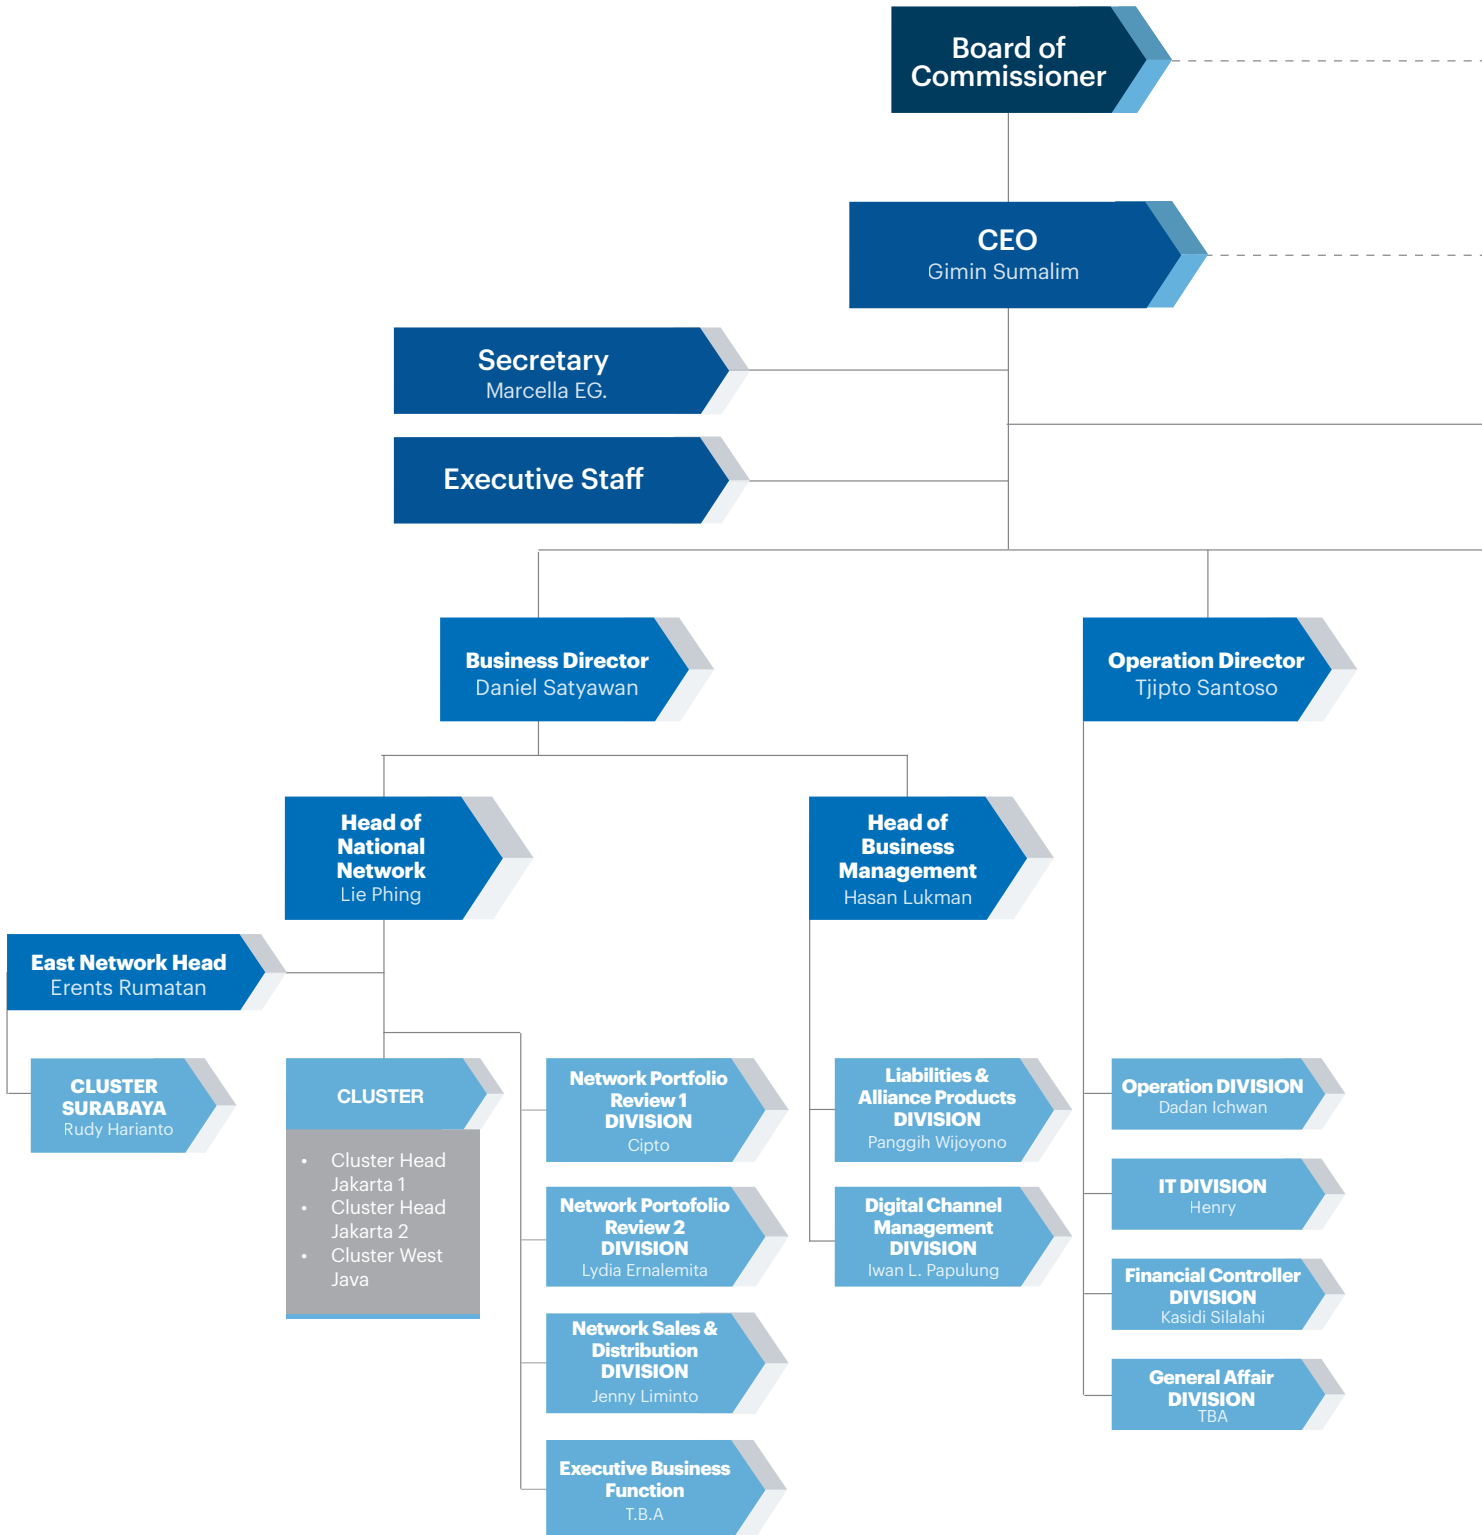 Board of
Commissioner
CEO
Gimin Sumalim
Secretary
Marcella EG.
Executive Staff
Business Director
Daniel Satyawan
Operation Director
Tjipto Santoso
Head of
National
Network
Lie Phing
Head of
Business
Management
Hasan Lukman
East Network Head
Erents Rumatan
CLUSTER
SURABAYA
Rudy Harianto
CLUSTER
• Cluster Head
Jakarta 1
• Cluster Head
Jakarta 2
• Cluster West
Java
Network Portfolio
Review 1
DIVISION
Cipto
Network Portofolio
Review 2
DIVISION
Lydia Ernalemita
Network Sales &
Distribution
DIVISION
Jenny Liminto
Executive Business
Function
T.B.A
Liabilities &
Alliance Products
DIVISION
Panggih Wijoyono
Digital Channel
Management
DIVISION
Iwan L. Papulung
Operation DIVISION
Dadan Ichwan
IT DIVISION
Henry
Financial Controller
DIVISION
Kasidi Silalahi
General Affair
DIVISION
TBA